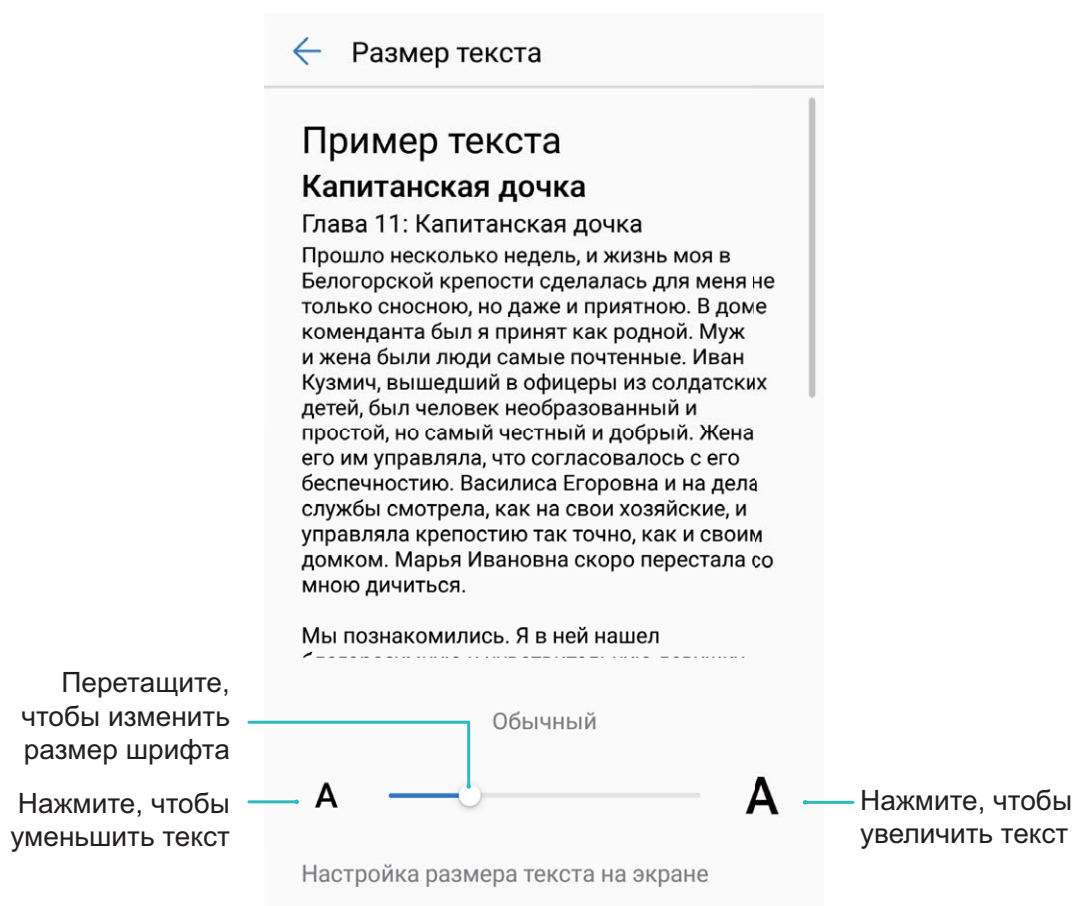 Размер текста
Пример текста
Капитанская дочка
Глава 11: Капитанская дочка
Прошло несколько недель, и жизнь моя в
Белогорской крепости сделалась для меня не
только сносною, но даже и приятною. В доме
коменданта был я принят как родной. Муж
и жена были люди самые почтенные. Иван
Кузмич, вышедший в офицеры из солдатских
детей, был человек необразованный и
простой, но самый честный и добрый. Жена
его им управляла, что согласовалось с его
беспечностию. Василиса Егоровна и на дела
службы смотрела, как на свои хозяйские, и
управляла крепостию так точно, как и своим
домком. Марья Ивановна скоро перестала со
мною дичиться.
Мы познакомились. Я в ней нашел
Перетащите,
чтобы изменить
размер шрифта
Обычный
Нажмите, чтобы
уменьшить текст
A
A
Нажмите, чтобы
увеличить текст
Настройка размера текста на экране